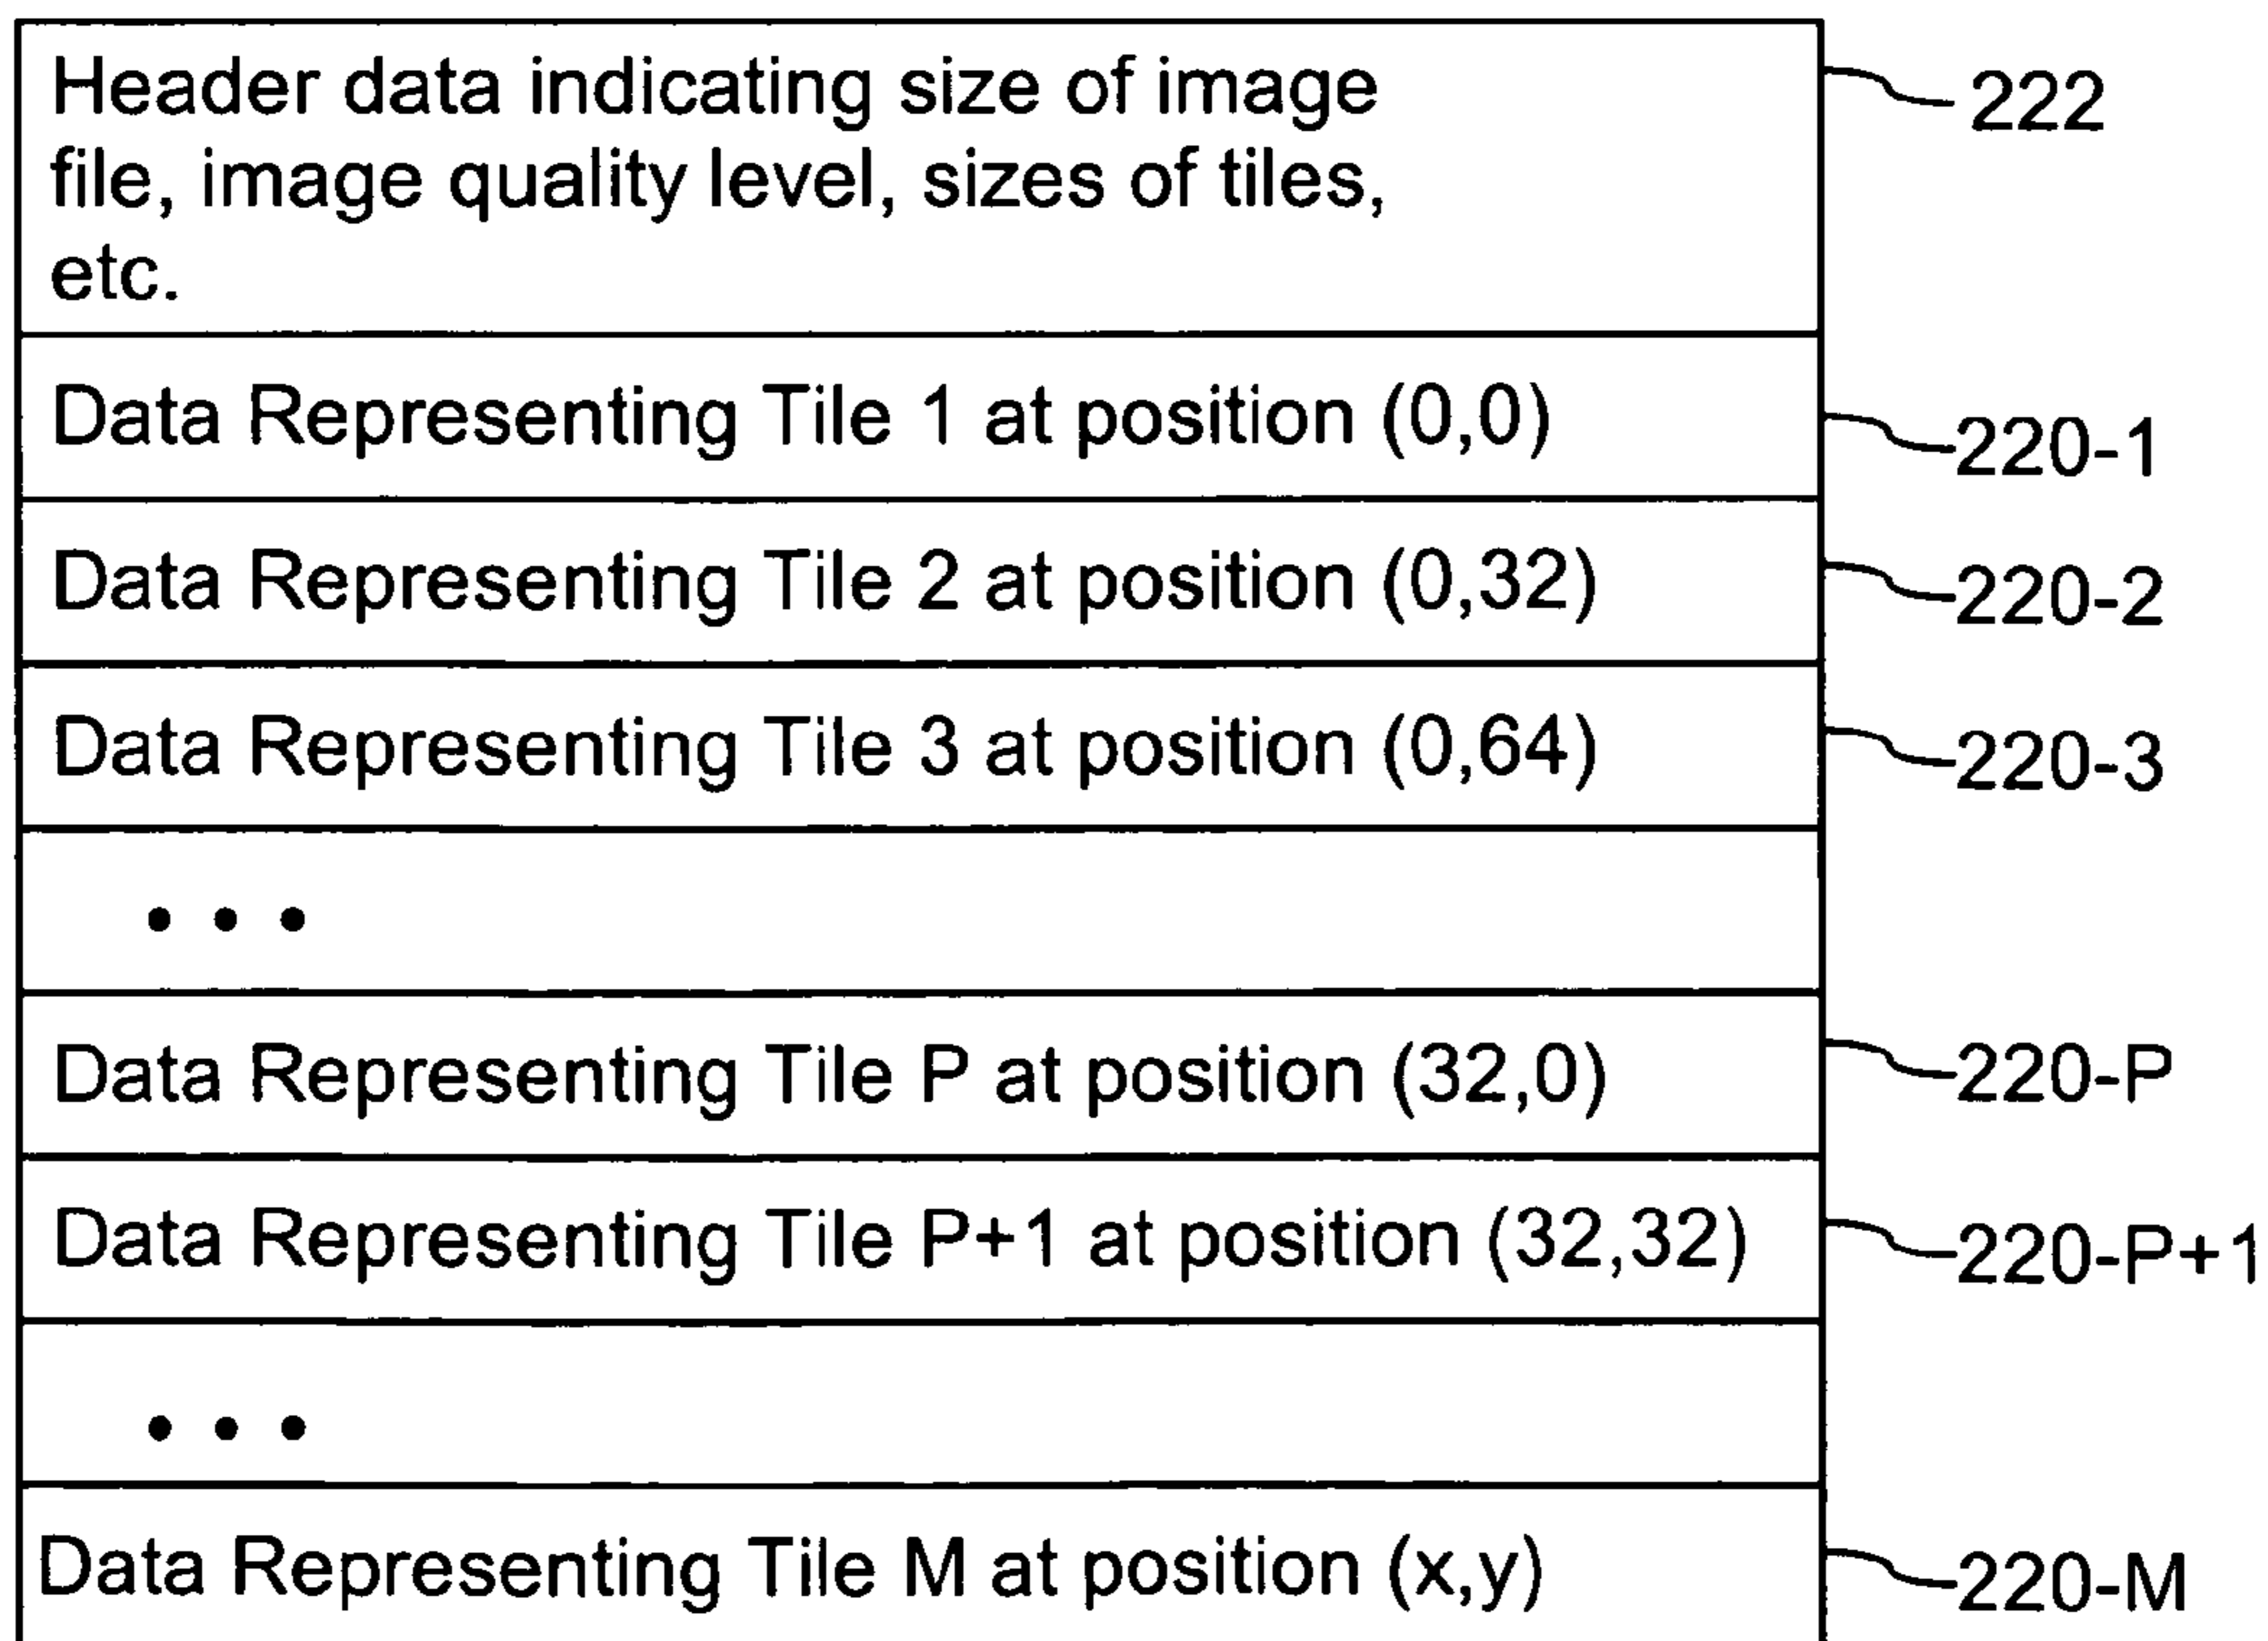 Header data indicating size of image
file, image quality level, sizes of tiles,
etc.
222
Data Representing Tile 1 at position (0,0)
220-1
Data Representing Tile 2 at position (0,32)
220-2
Data Representing Tile 3 at position (0,64)
220-3
• • •
Data Representing Tile P at position (32,0)
220-P
Data Representing Tile P+1 at position (32,32)
220-P+1
• • •
Data Representing Tile M at position (x,y)
220-M